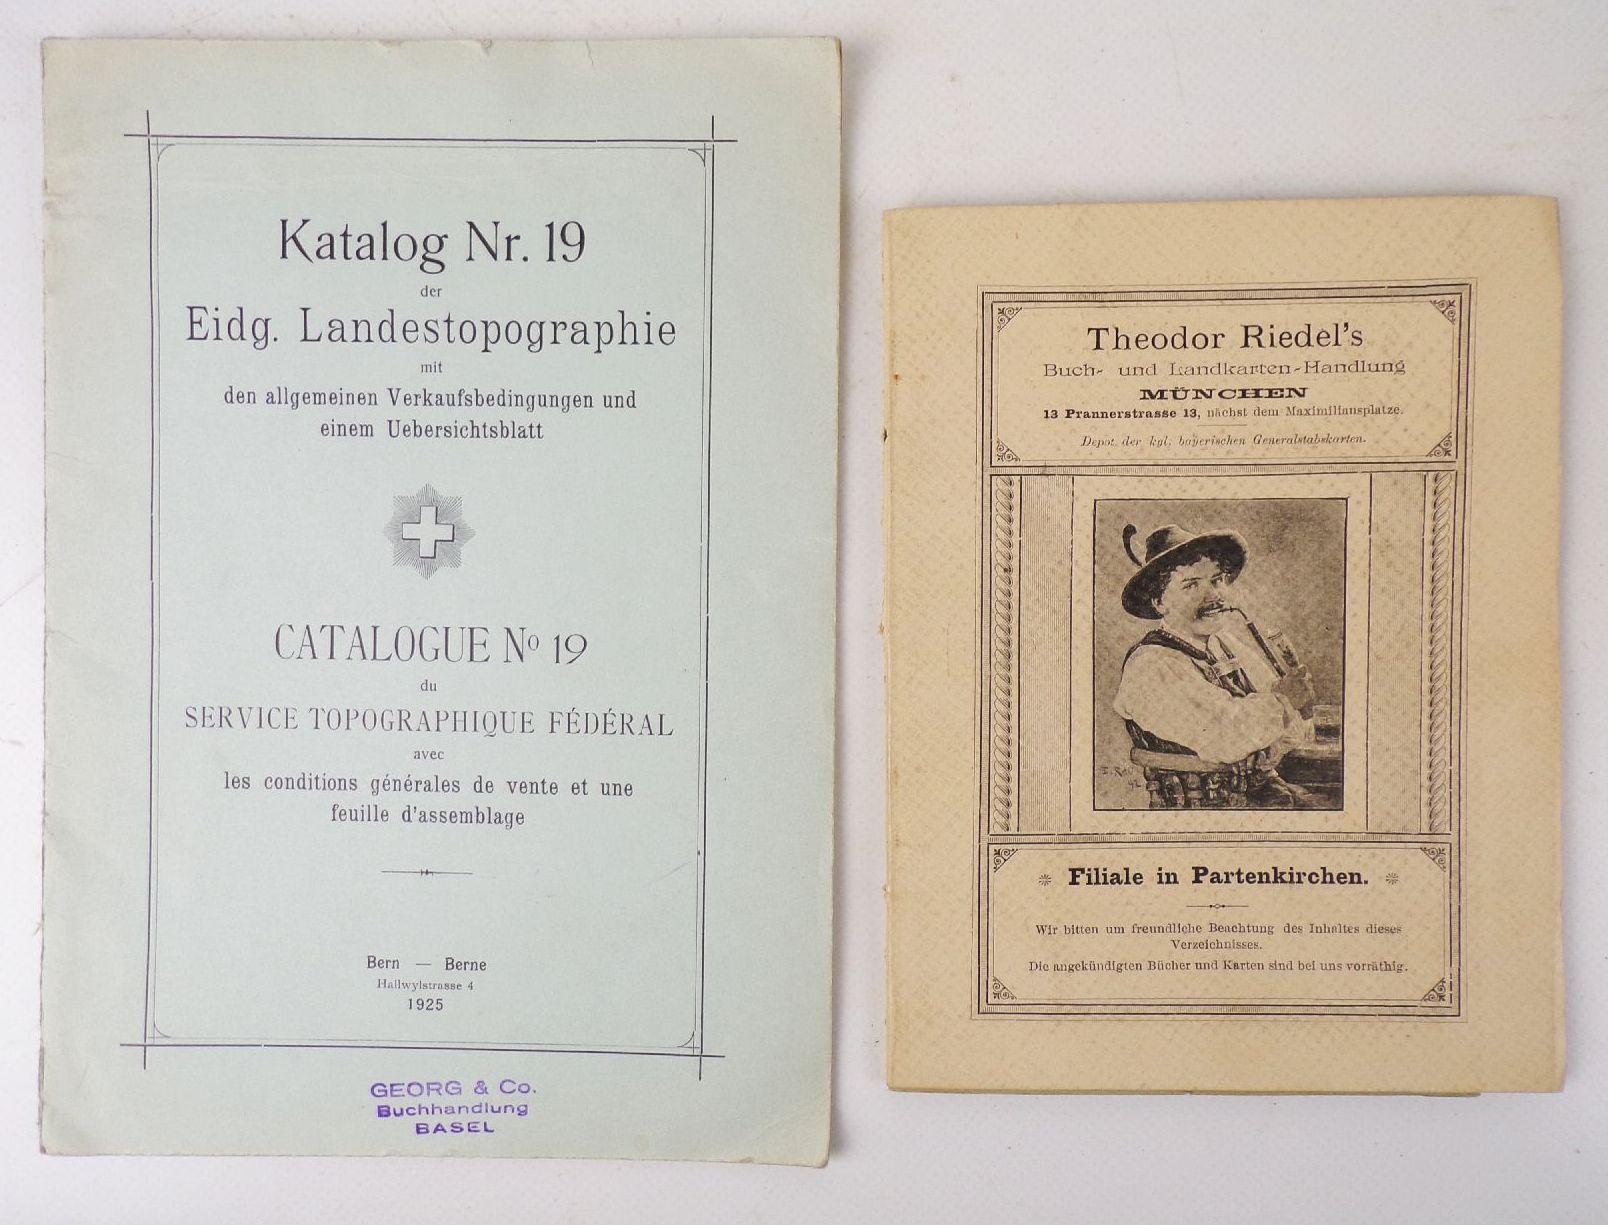 Katalog Nr. 19
der
Eidg. Landestopographie
mit
den allgemeinen Verkaufsbedingungen und
einem Uebersichtsblatt
CATALOGUE Nº 19
du
SERVICE TOPOGRAPHIQUE FÉDÉRAL
avec
les conditions générales de vente et une
feuille d'assemblage
Bern — Berne
Hallwylstrasse 4
1925
GEORG & Co.
Buchhandlung
BASEL
Theodor Riedel's
Buch- und Landkarten-Handlung
MÜNCHEN
13 Prannerstrasse 13, nächst dem Maximiliansplatze.
Depot der kgl. bayerischen Generalstabskarten.
Filiale in Partenkirchen.
Wir bitten um freundliche Beachtung des Inhaltes dieses
Verzeichnisses.
Die angekündigten Bücher und Karten sind bei uns vorräthig.